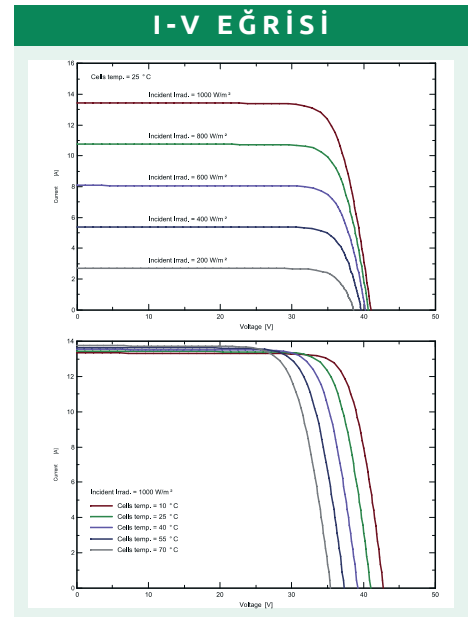 I-V EĞRİSİ
16
14
12
10
8
6
4
2
0
Current [A]
Cells temp. = 25 °C
Incident Irrad. = 1000 W/m²
Incident Irrad. = 800 W/m²
Incident Irrad. = 600 W/m²
Incident Irrad. = 400 W/m²
Incident Irrad. = 200 W/m²
0 10 20 30 40 50
Voltage [V]
14
12
10
8
6
4
2
0
Current [A]
Incident Irrad. = 1000 W/m²
Cells temp. = 10 °C
Cells temp. = 25 °C
Cells temp. = 40 °C
Cells temp. = 55 °C
Cells temp. = 70 °C
0 10 20 30 40 50
Voltage [V]